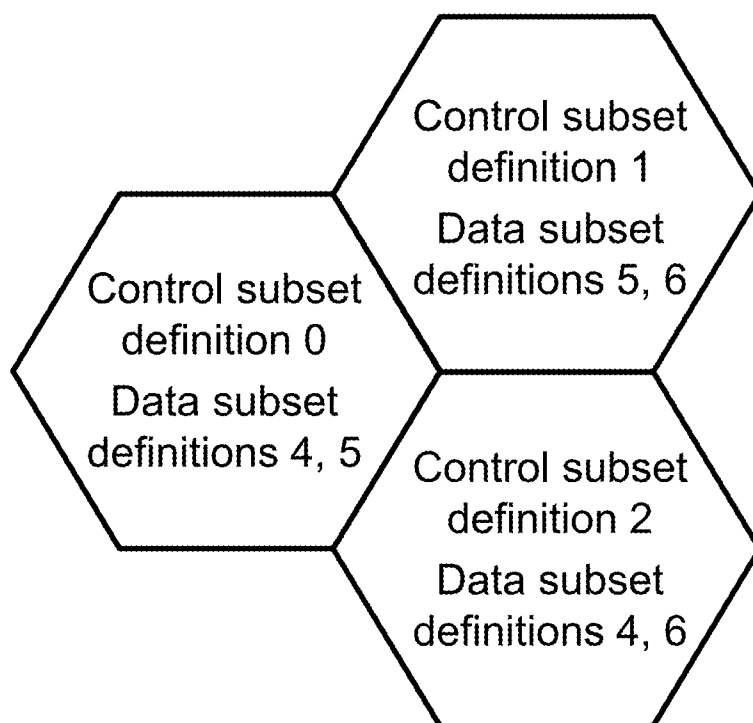 Control subset
definition 1
Data subset
definitions 5, 6
Control subset
definition 0
Data subset
definitions 4, 5
Control subset
definition 2
Data subset
definitions 4, 6